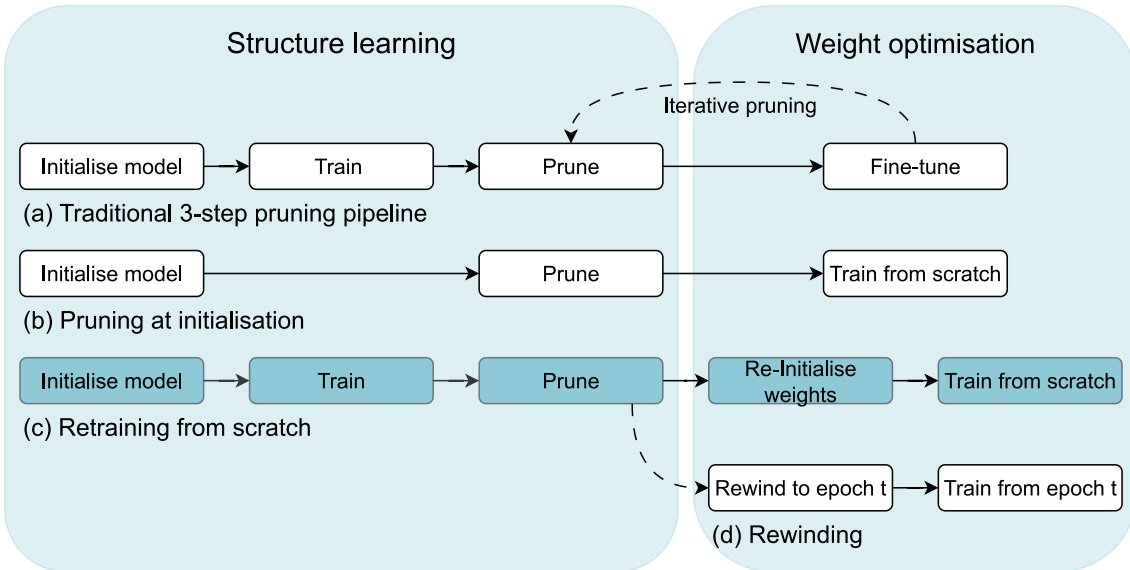 Structure learning
Weight optimisation
Iterative pruning
Initialise model
Train
Prune
Fine-tune
(a) Traditional 3-step pruning pipeline
Initialise model
Prune
Train from scratch
(b) Pruning at initialisation
Initialise model
Train
Prune
Re-Initialise
weights
Train from scratch
(c) Retraining from scratch
Rewind to epoch t
Train from epoch t
(d) Rewinding